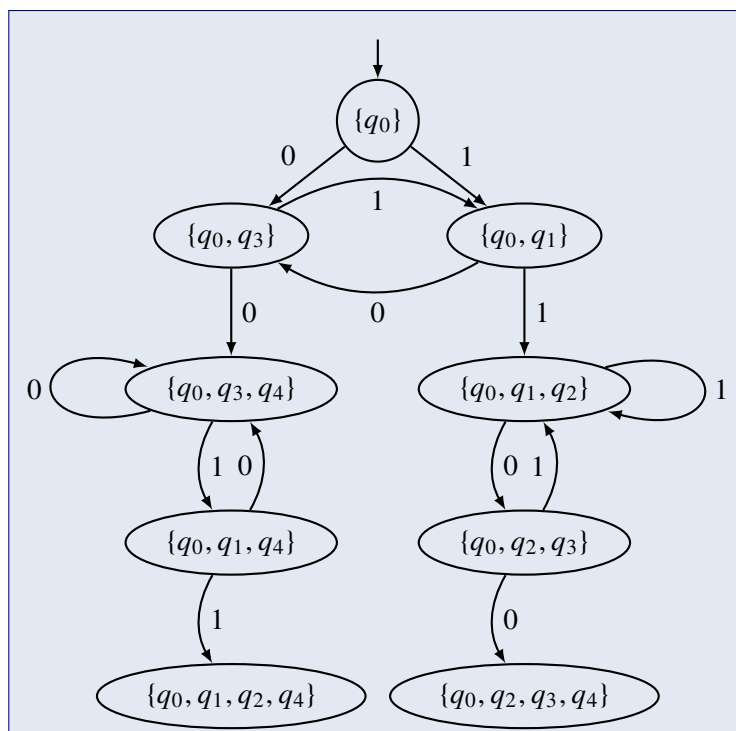 {q₀}
0 1
1
{q₀, q₃} {q₀, q₁}
0
0 1
0 {q₀, q₃, q₄} {q₀, q₁, q₂} 1
1 0 0 1
{q₀, q₁, q₄} {q₀, q₂, q₃}
1 0
{q₀, q₁, q₂, q₄} {q₀, q₂, q₃, q₄}